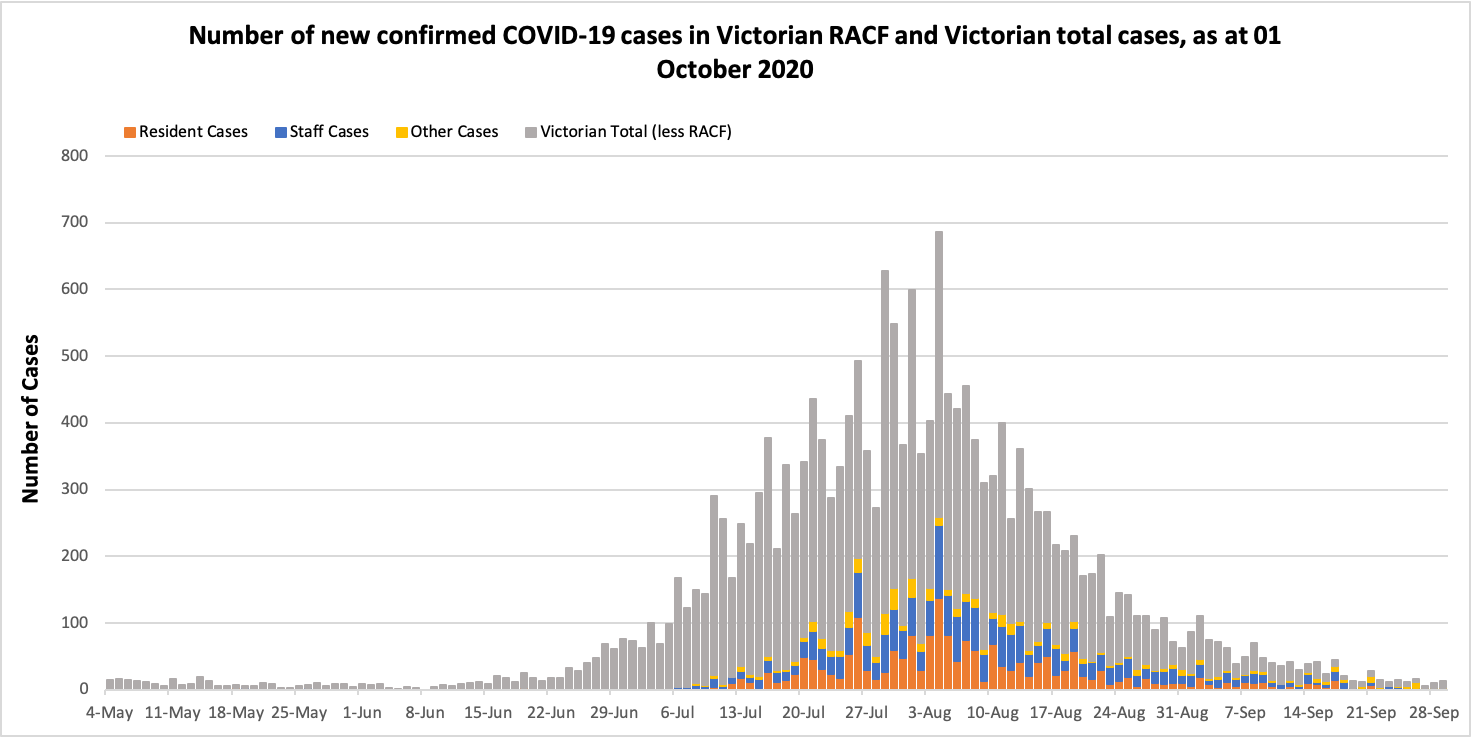 Number of new confirmed COVID-19 cases in Victorian RACF and Victorian total cases, as at 01
October 2020
Resident Cases Staff Cases Other Cases Victorian Total (less RACF)
Number of Cases
800
700
600
500
400
300
200
100
0
4-May 11-May 18-May 25-May 1-Jun 8-Jun 15-Jun 22-Jun 29-Jun 6-Jul 13-Jul 20-Jul 27-Jul 3-Aug 10-Aug 17-Aug 24-Aug 31-Aug 7-Sep 14-Sep 21-Sep 28-Sep